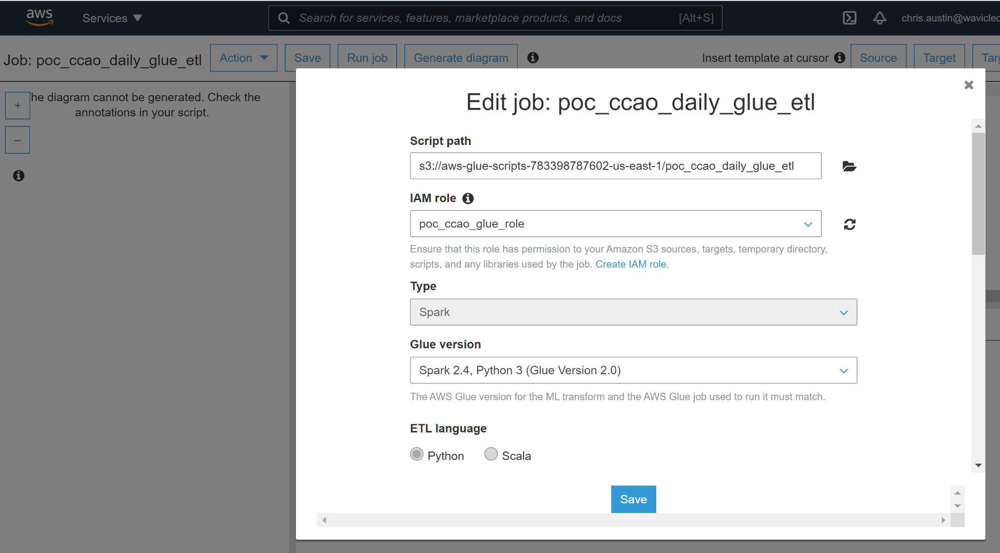 aws
Services
Search for services, features, marketplace products, and docs
[Alt+S]
chris.austin@wavicle
Job: poc_ccao_daily_glue_etl
Action
Save
Run job
Generate diagram
Insert template at cursor
Source
Target
he diagram cannot be generated. Check the
annotations in your script.
+
−
Edit job: poc_ccao_daily_glue_etl
Script path
s3://aws-glue-scripts-783398787602-us-east-1/poc_ccao_daily_glue_etl
IAM role
poc_ccao_glue_role
Ensure that this role has permission to your Amazon S3 sources, targets, temporary directory,
scripts, and any libraries used by the job. Create IAM role.
Type
Spark
Glue version
Spark 2.4, Python 3 (Glue Version 2.0)
The AWS Glue version for the ML transform and the AWS Glue job used to run it must match.
ETL language
Python
Scala
Save